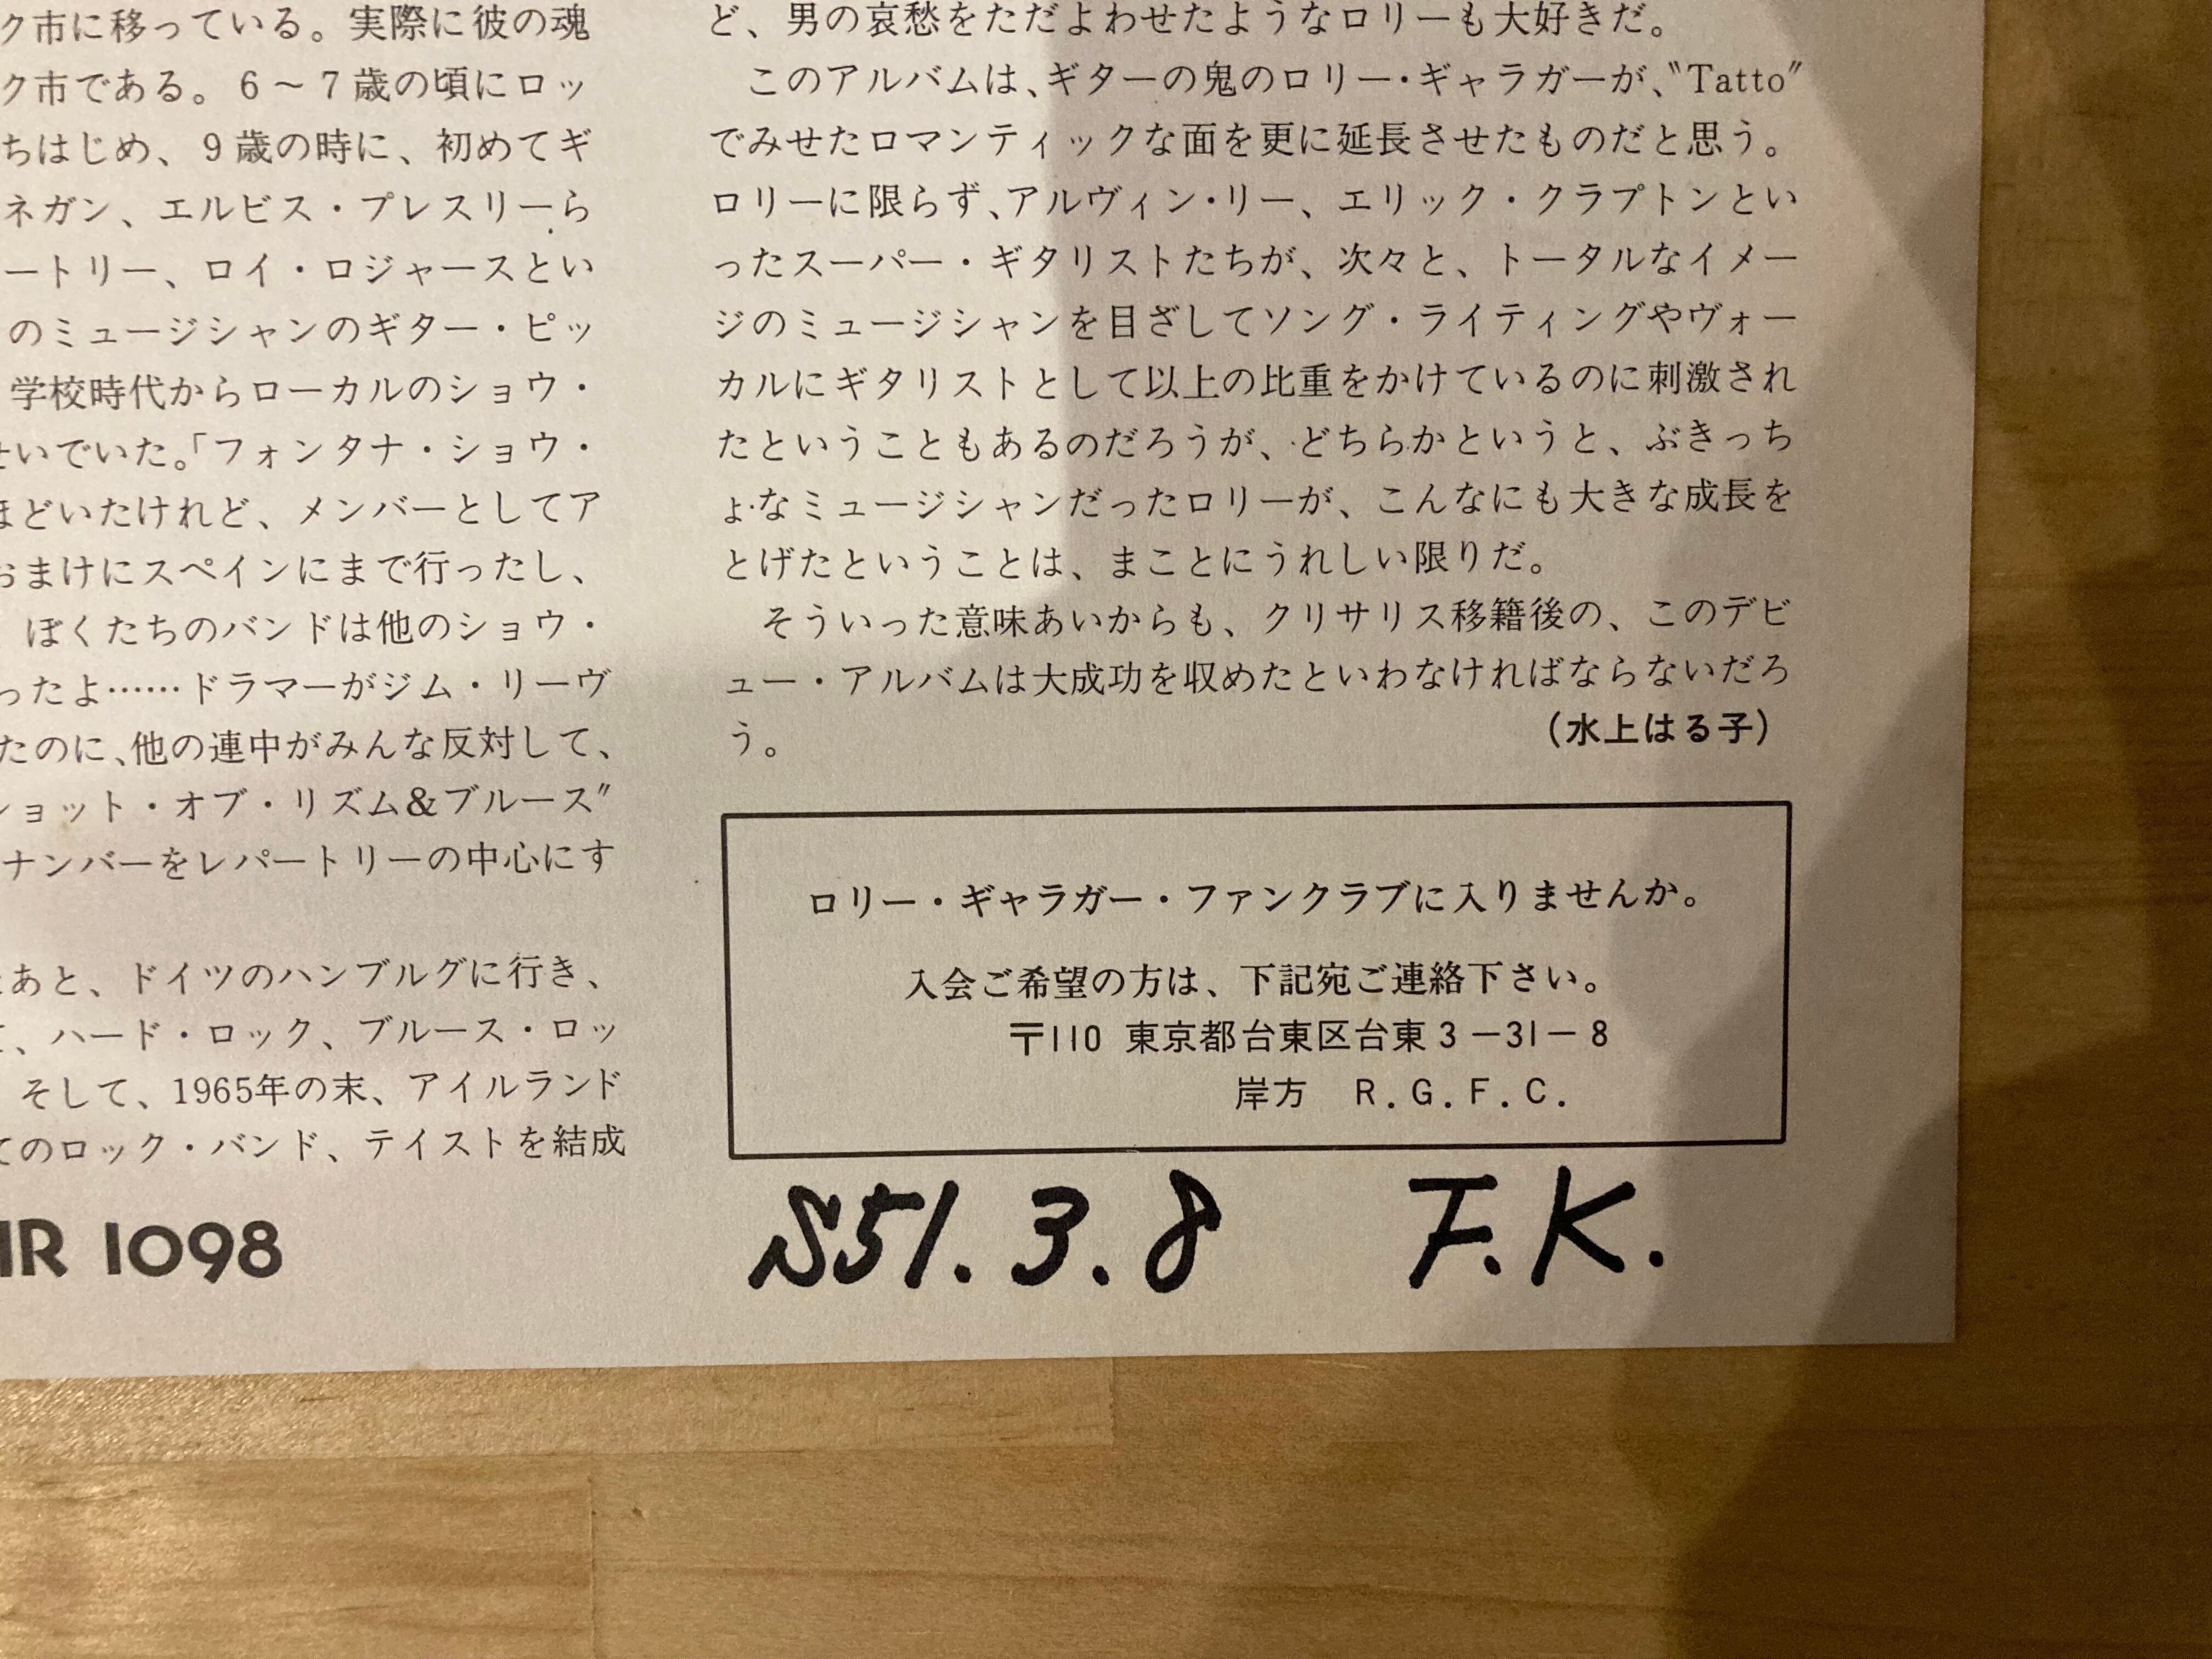 ク市に移っている。実際に彼の魂
ク市である。6～7歳の頃にロッ
ちはじめ、9歳の時に、初めてギ
ネガン、エルビス・プレスリーら
ートリー、ロイ・ロジャースとい
のミュージシャンのギター・ピッ
学校時代からローカルのショウ・
せいでいた。「フォンタナ・ショウ・
ほどいたけれど、メンバーとしてア
おまけにスペインにまで行ったし、
ぼくたちのバンドは他のショウ・
ったよ……ドラマーがジム・リーヴ
たのに、他の連中がみんな反対して、
ショット・オブ・リズム&ブルース〞
ナンバーをレパートリーの中心にす
たあと、ドイツのハンブルグに行き、
て、ハード・ロック、ブルース・ロッ
そして、1965年の末、アイルランド
てのロック・バンド、テイストを結成
IR 1098
ど、男の哀愁をただよわせたようなロリーも大好きだ。
このアルバムは、ギターの鬼のロリー・ギャラガーが、〝Tatto〞
でみせたロマンティックな面を更に延長させたものだと思う。
ロリーに限らず、アルヴィン・リー、エリック・クラプトンとい
ったスーパー・ギタリストたちが、次々と、トータルなイメー
ジのミュージシャンを目ざしてソング・ライティングやヴォー
カルにギタリストとして以上の比重をかけているのに刺激され
たということもあるのだろうが、どちらかというと、ぶきっち
ょなミュージシャンだったロリーが、こんなにも大きな成長を
とげたということは、まことにうれしい限りだ。
そういった意味あいからも、クリサリス移籍後の、このデビ
ュー・アルバムは大成功を収めたといわなければならないだろ
う。
（水上はる子）
ロリー・ギャラガー・ファンクラブに入りませんか。
入会ご希望の方は、下記宛ご連絡下さい。
〒110 東京都台東区台東3－31－8
岸方 R.G.F.C.
S51.3.8 F.K.